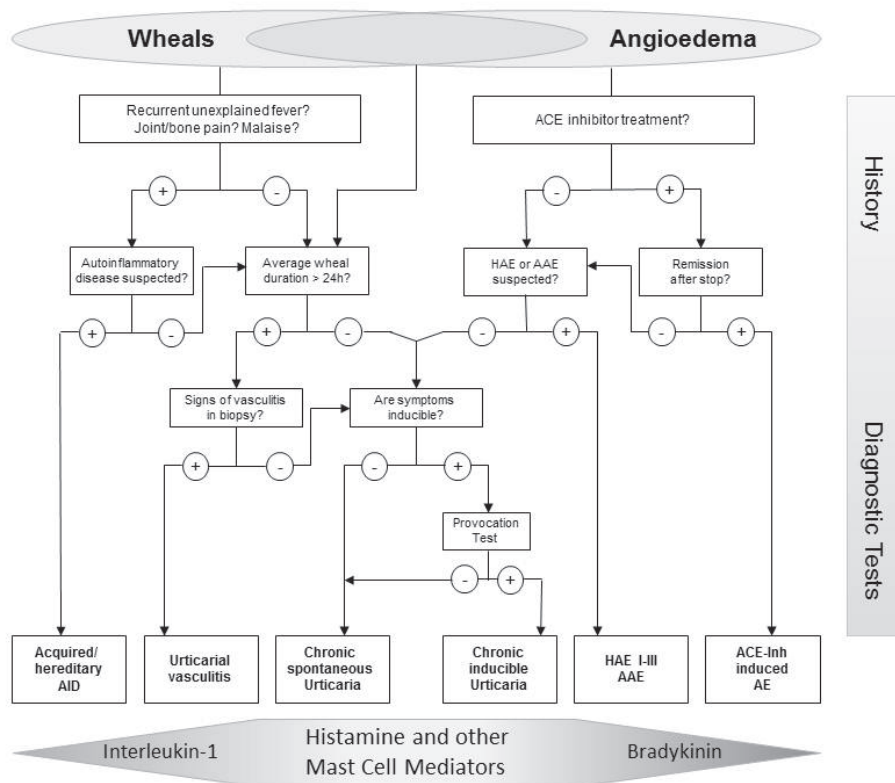 Wheals
Angioedema
Recurrent unexplained fever?
Joint/bone pain? Malaise?
ACE inhibitor treatment?
+
-
-
+
Autoinflammatory
disease suspected?
Average wheal
duration > 24h?
HAE or AAE
suspected?
Remission
after stop?
+
-
+
-
-
+
-
+
Signs of vasculitis
in biopsy?
Are symptoms
inducible?
+
-
-
+
Provocation
Test
-
+
Acquired/
hereditary
AID
Urticarial
vasculitis
Chronic
spontaneous
Urticaria
Chronic
inducible
Urticaria
HAE I-III
AAE
ACE-Inh
induced
AE
Interleukin-1
Histamine and other
Mast Cell Mediators
Bradykinin
History
Diagnostic Tests